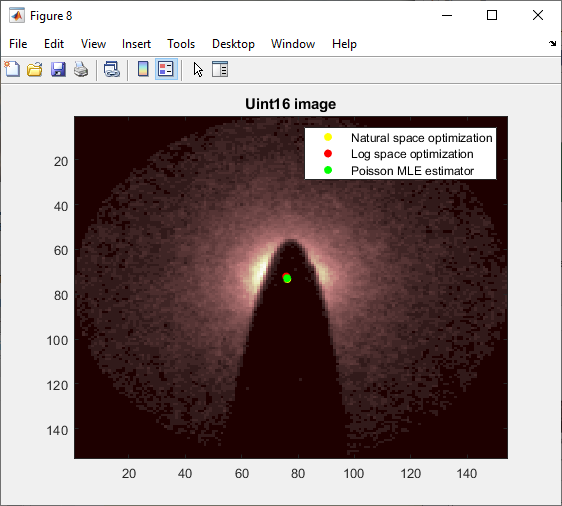 Figure 8
File Edit View Insert Tools Desktop Window Help
Uint16 image
Natural space optimization
Log space optimization
Poisson MLE estimator
20
40
60
80
100
120
140
20 40 60 80 100 120 140